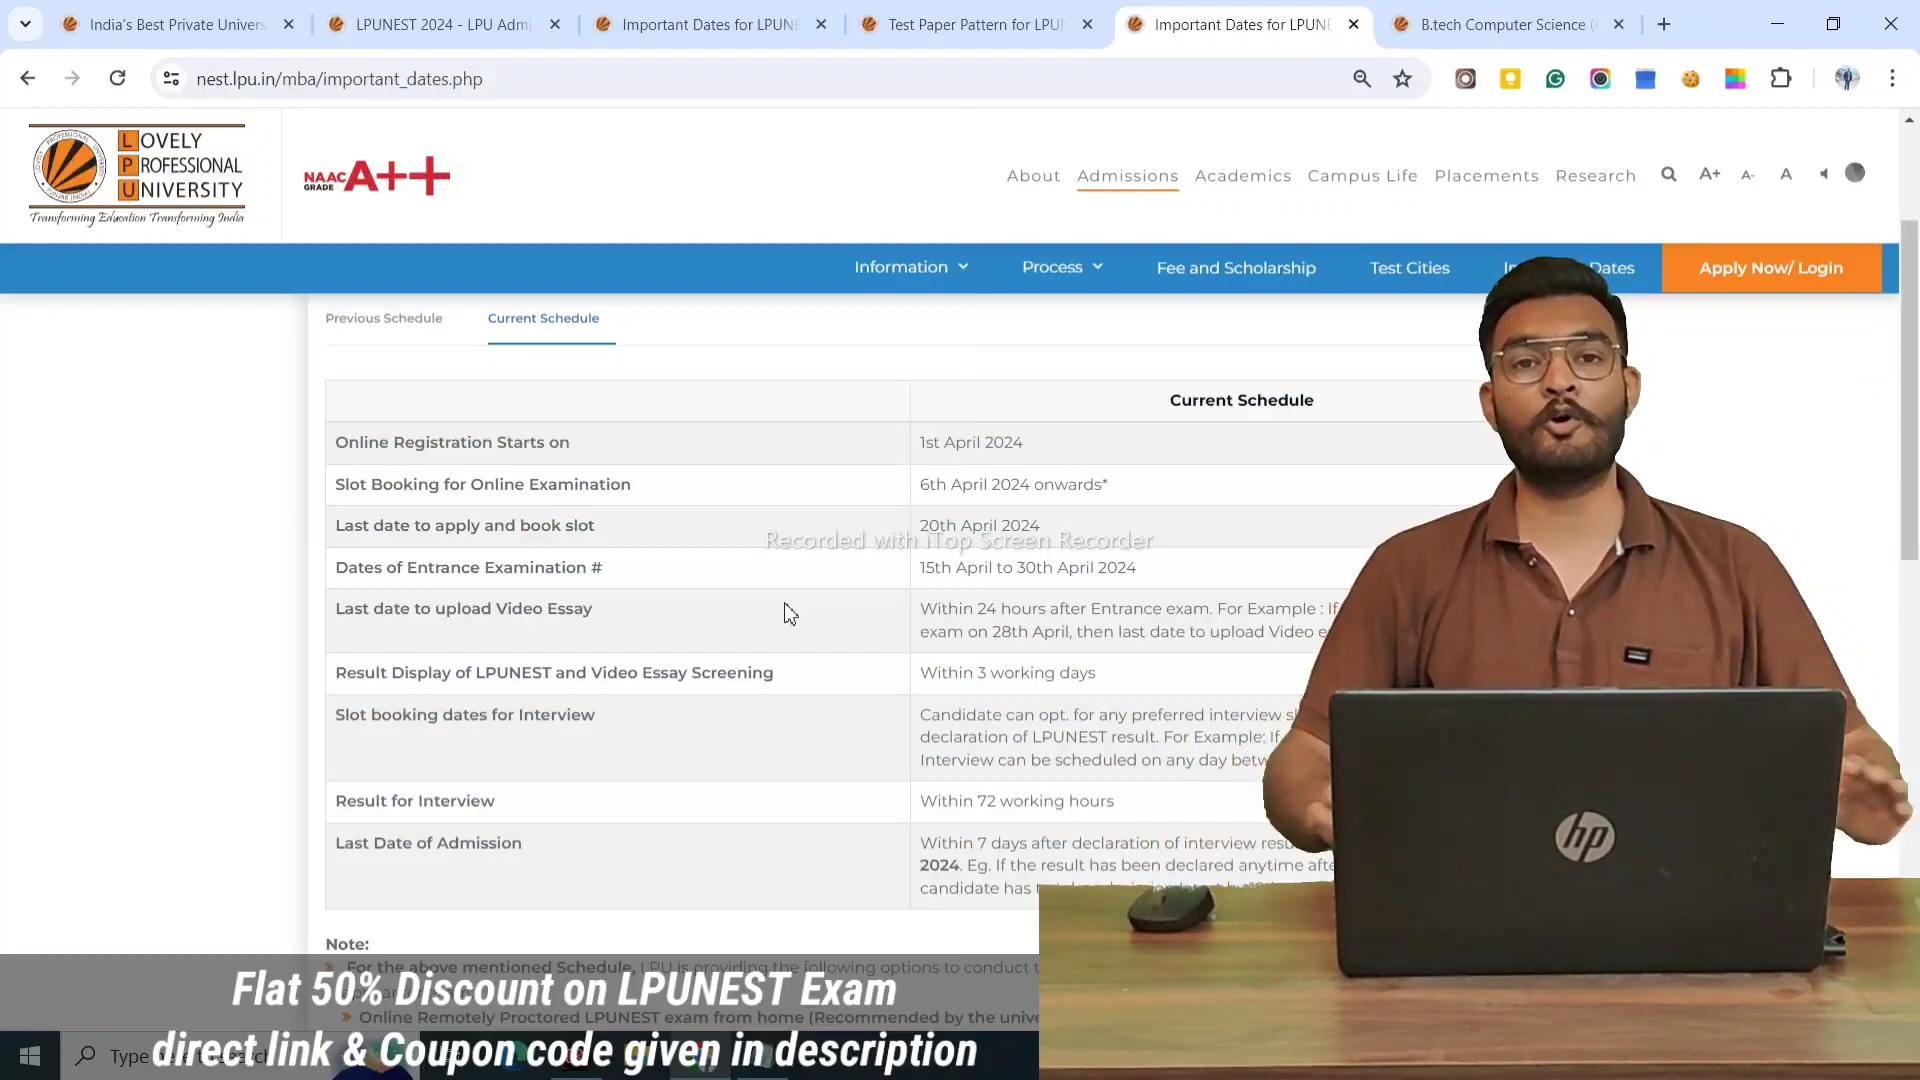 India's Best Private Univers
LPUNEST 2024 - LPU Admi
Important Dates for LPUNE
Test Paper Pattern for LPUN
Important Dates for LPUNE
B.tech Computer Science (
nest.lpu.in/mba/important_dates.php
LOVELY
PROFESSIONAL
UNIVERSITY
Transforming Education Transforming India
NAAC
GRADE
A++
About
Admissions
Academics
Campus Life
Placements
Research
A+
A-
A
Information
Process
Fee and Scholarship
Test Cities
Dates
Apply Now/ Login
Previous Schedule
Current Schedule
Current Schedule
Online Registration Starts on
1st April 2024
Slot Booking for Online Examination
6th April 2024 onwards*
Last date to apply and book slot
20th April 2024
Recorded with iTop Screen Recorder
Dates of Entrance Examination #
15th April to 30th April 2024
Last date to upload Video Essay
Within 24 hours after Entrance exam. For Example : If
exam on 28th April, then last date to upload Video e
Result Display of LPUNEST and Video Essay Screening
Within 3 working days
Slot booking dates for Interview
Candidate can opt. for any preferred interview sl
declaration of LPUNEST result. For Example: If
Interview can be scheduled on any day betw
Result for Interview
Within 72 working hours
Last Date of Admission
Within 7 days after declaration of interview resu
2024. Eg. If the result has been declared anytime afte
candidate has
Note:
For the above mentioned Schedule, LPU is providing the following options to conduct t
Online Remotely Proctored LPUNEST exam from home (Recommended by the unive
Flat 50% Discount on LPUNEST Exam
direct link & Coupon code given in description
hp